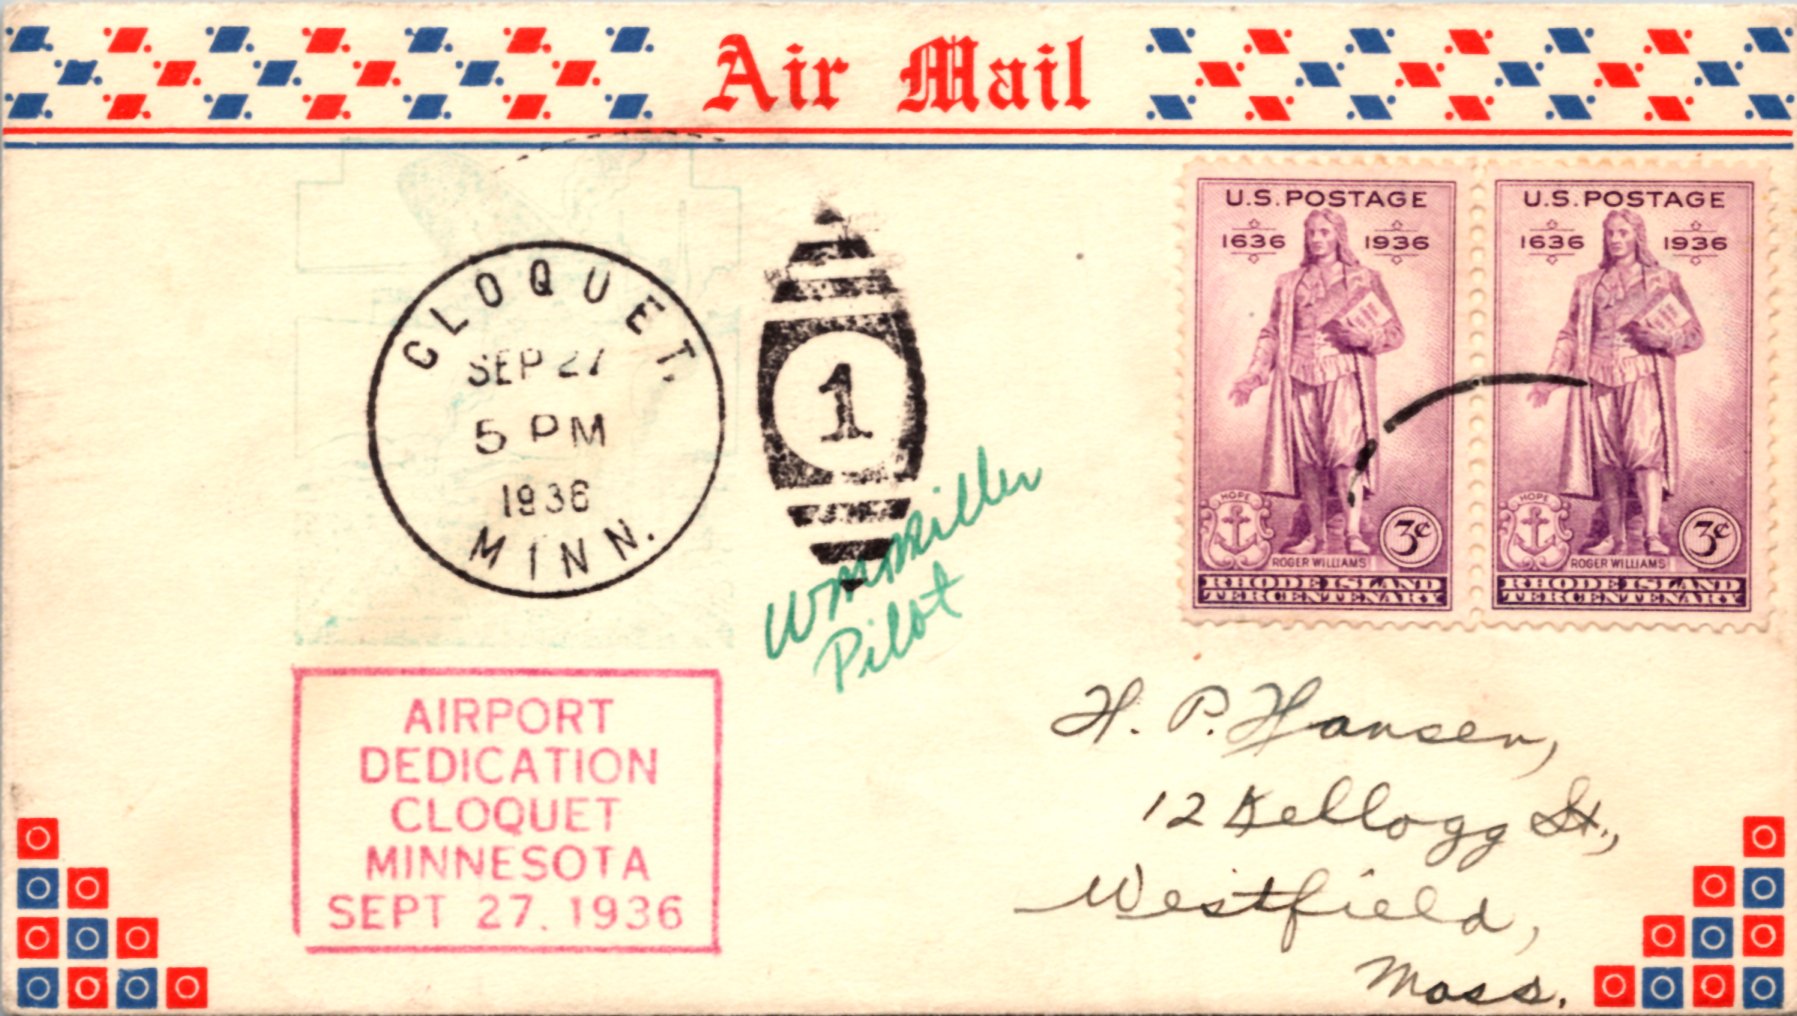 Air Mail
CLOQUET.
SEP 27
5 PM
1936
MINN.
1
U.S. POSTAGE
1636 1936
HOPE
3¢
ROGER WILLIAMS
RHODE ISLAND
TERCENTENARY
U.S. POSTAGE
1636 1936
HOPE
3¢
ROGER WILLIAMS
RHODE ISLAND
TERCENTENARY
Wm Miller
Pilot
AIRPORT
DEDICATION
CLOQUET
MINNESOTA
SEPT 27. 1936
H. P. Hansen,
12 Kellogg St.,
Westfield,
Mass.